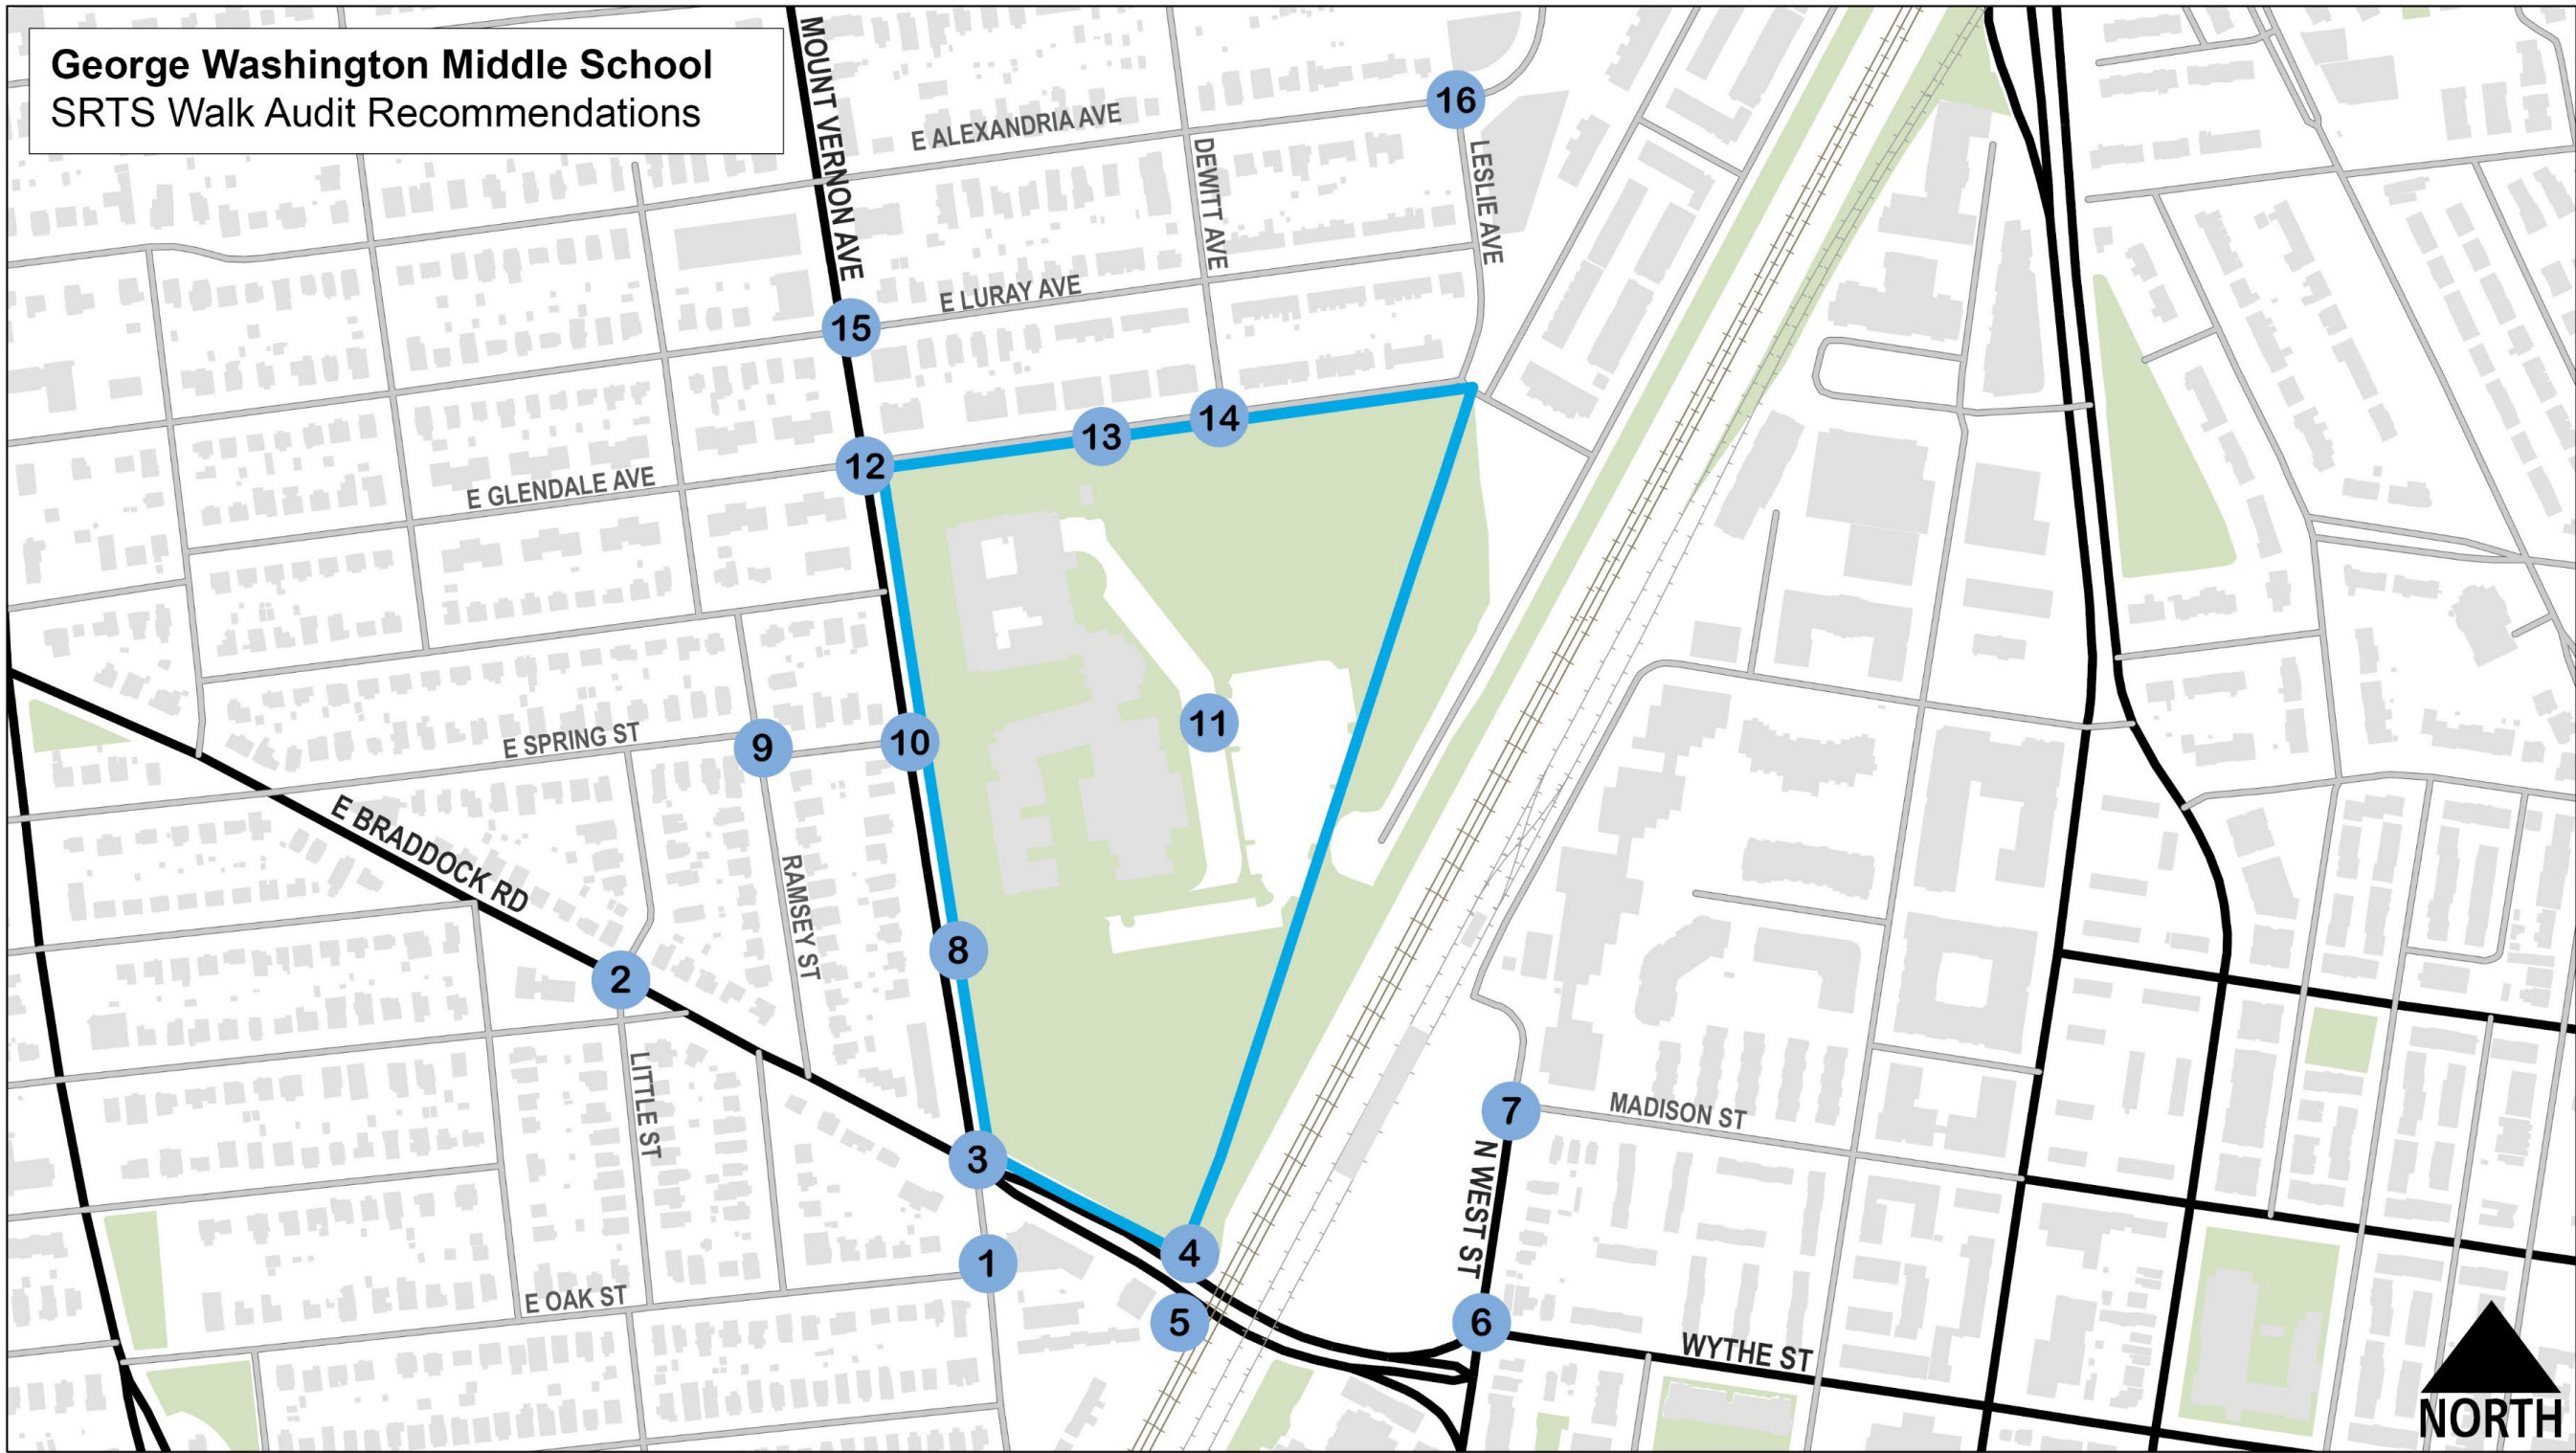 George Washington Middle School
SRTS Walk Audit Recommendations
MOUNT VERNON AVE
E ALEXANDRIA AVE
16
DEWITT AVE
LESLIE AVE
E LURAY AVE
15
14
13
12
E GLENDALE AVE
11
E SPRING ST
9
10
E BRADDOCK RD
RAMSEY ST
8
2
LITTLE ST
7
MADISON ST
3
N WEST ST
4
1
E OAK ST
5
6
WYTHE ST
NORTH